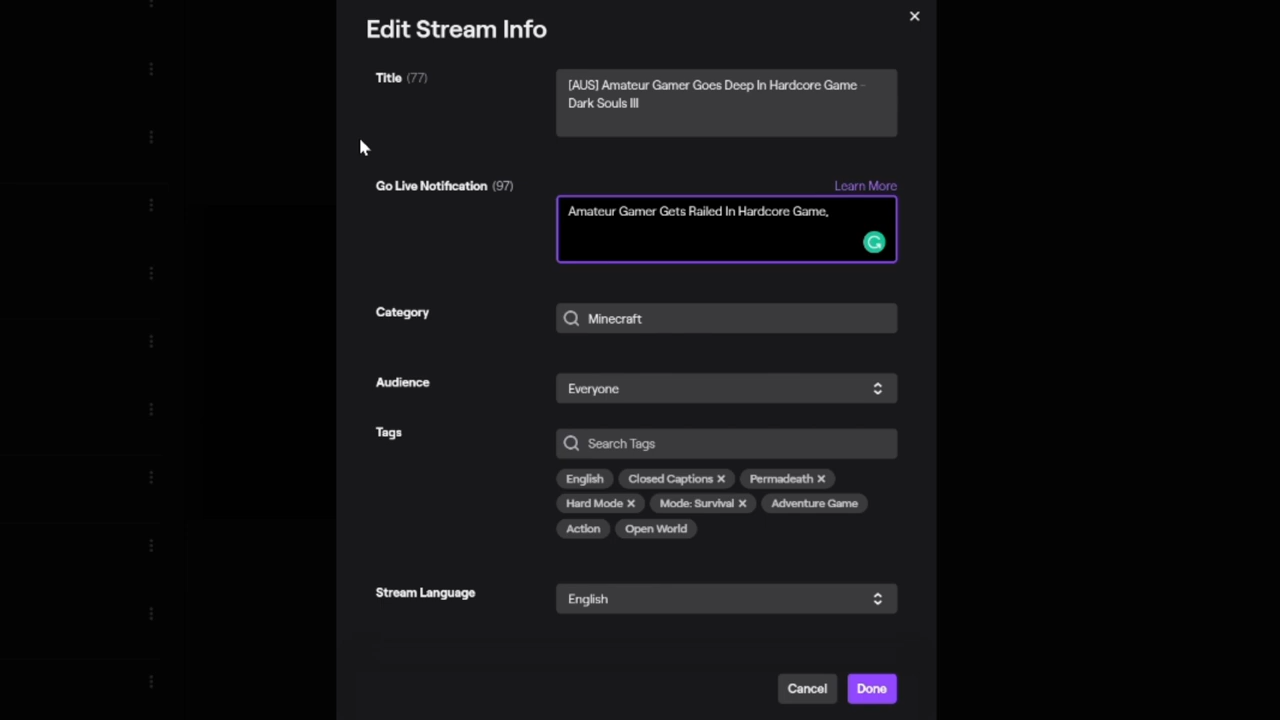 Edit Stream Info
Title (77)
[AUS] Amateur Gamer Goes Deep In Hardcore Game -
Dark Souls III
Go Live Notification (97)
Learn More
Amateur Gamer Gets Railed In Hardcore Game,
Category
Minecraft
Audience
Everyone
Tags
Search Tags
English
Closed Captions
Permadeath
Hard Mode
Mode: Survival
Adventure Game
Action
Open World
Stream Language
English
Cancel
Done